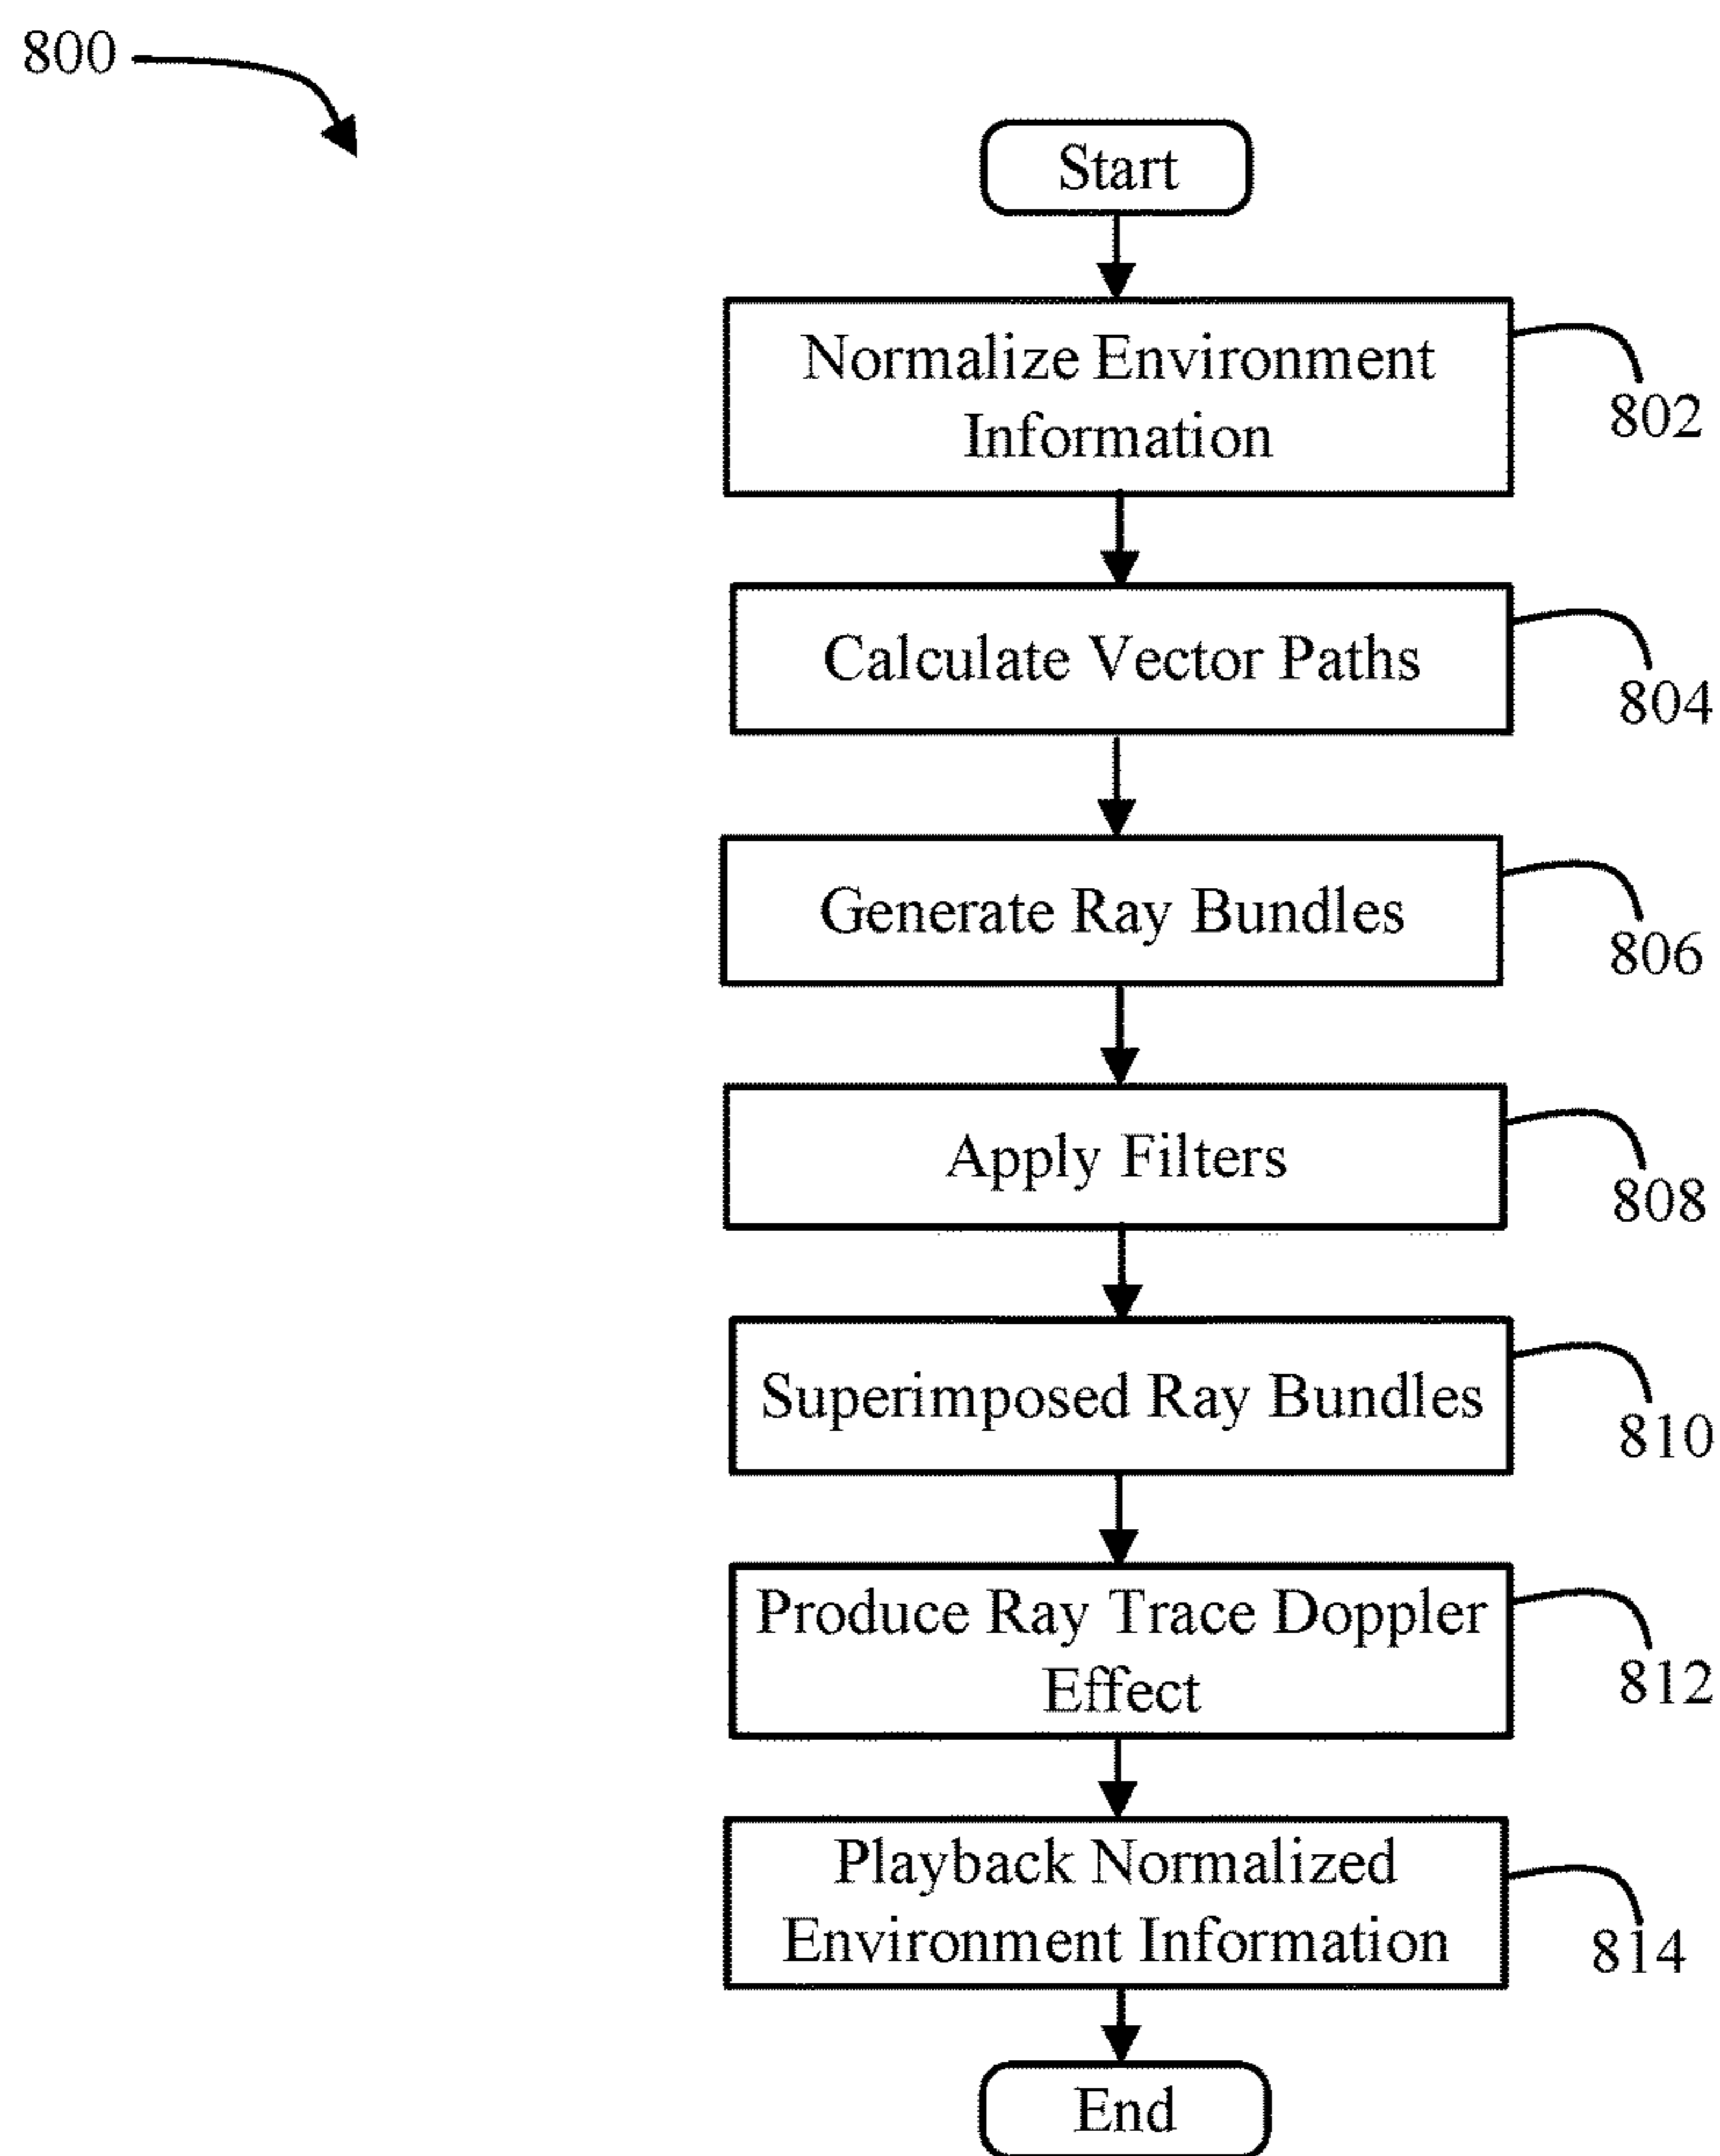 800
Start
Normalize Environment
Information
802
Calculate Vector Paths
804
Generate Ray Bundles
806
Apply Filters
808
Superimposed Ray Bundles
810
Produce Ray Trace Doppler
Effect
812
Playback Normalized
Environment Information
814
End